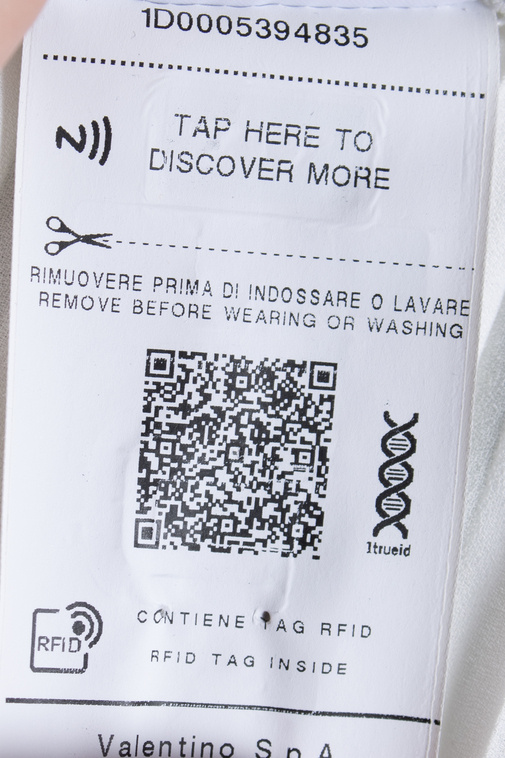 1D0005394835
TAP HERE TO
DISCOVER MORE
RIMUOVERE PRIMA DI INDOSSARE O LAVARE
REMOVE BEFORE WEARING OR WASHING
1trueid
RFID
CONTIENE TAG RFID
RFID TAG INSIDE
Valentino S.p.A.